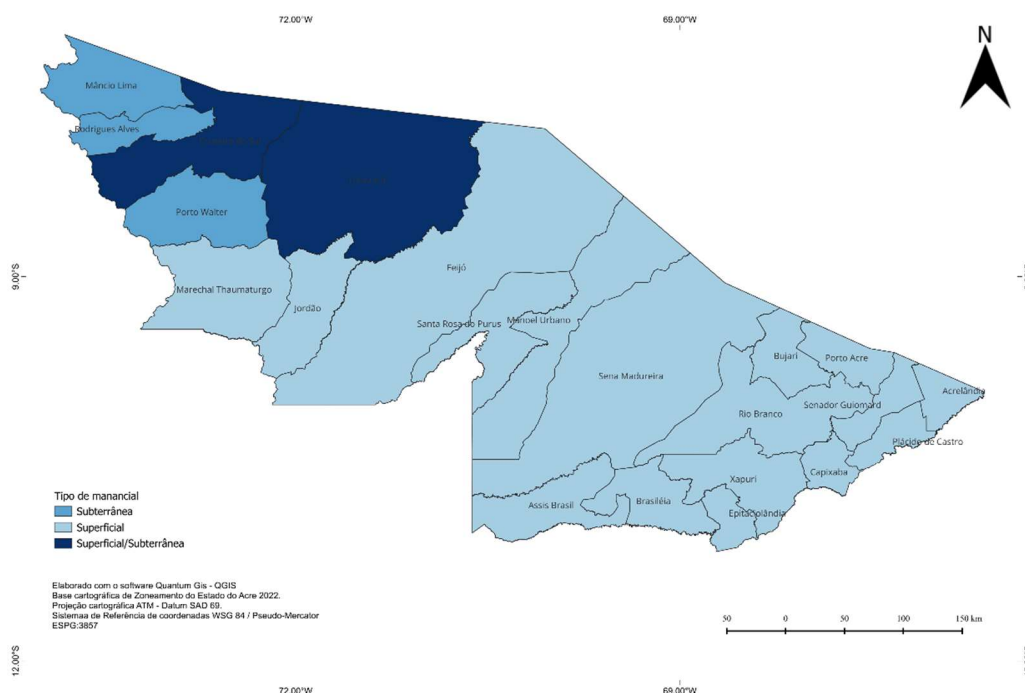 72.00°W
69.00°W
N
Mâncio Lima
Rodrigues Alves
Porto Walter
9.00°S
Feijó
Marechal Thaumaturgo
Jordão
Santa Rosa do Purus
Manoel Urbano
Sena Madureira
Bujari
Porto Acre
Acrelândia
Senador Guiomard
Rio Branco
Plácido de Castro
Capixaba
Xapuri
Assis Brasil
Brasiléia
Epitaciolândia
Tipo de manancial
Subterrânea
Superficial
Superficial/Subterrânea
Elaborado com o software Quantum Gis - QGIS
Base cartográfica de Zoneamento do Estado do Acre 2022.
Projeção cartográfica ATM - Datum SAD 69.
Sistemaa de Referência de coordenadas WSG 84 / Pseudo-Mercator
ESPG:3857
50 0 50 100 150 km
12.00°S
72.00°W
69.00°W